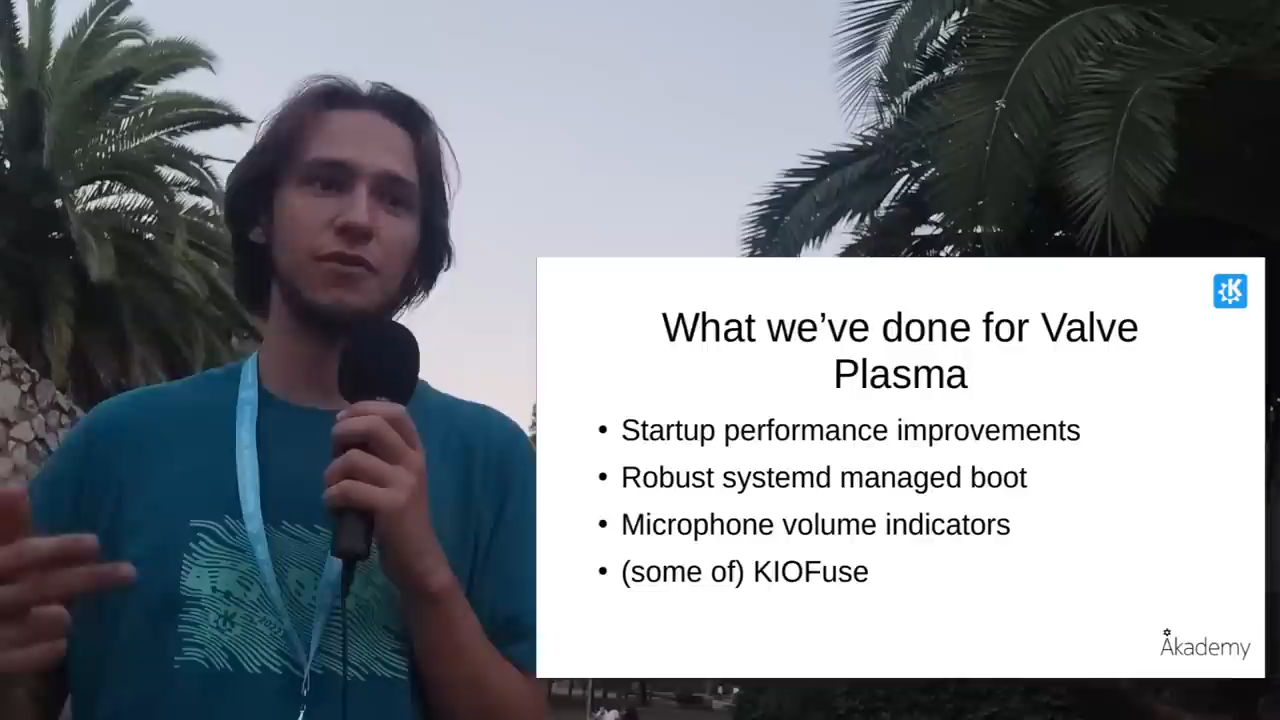 What we've done for Valve
Plasma
• Startup performance improvements
• Robust systemd managed boot
• Microphone volume indicators
• (some of) KIOFuse
Akademy